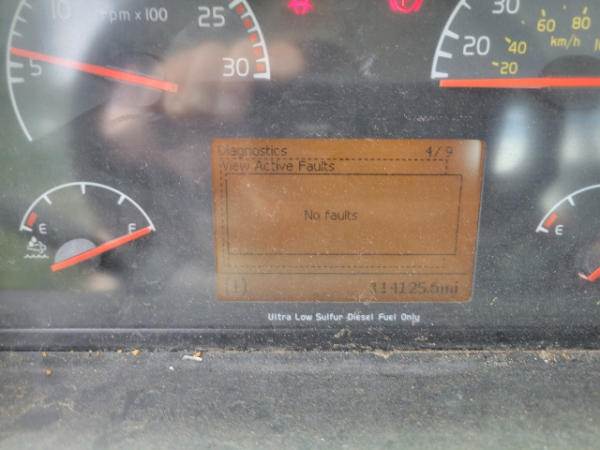 10 rpm x 100 25
5 30
30
60 80
20 40 km/h
20
Diagnostics 4/9
View Active Faults
No faults
114125.6mi
E F
E
Ultra Low Sulfur Diesel Fuel Only